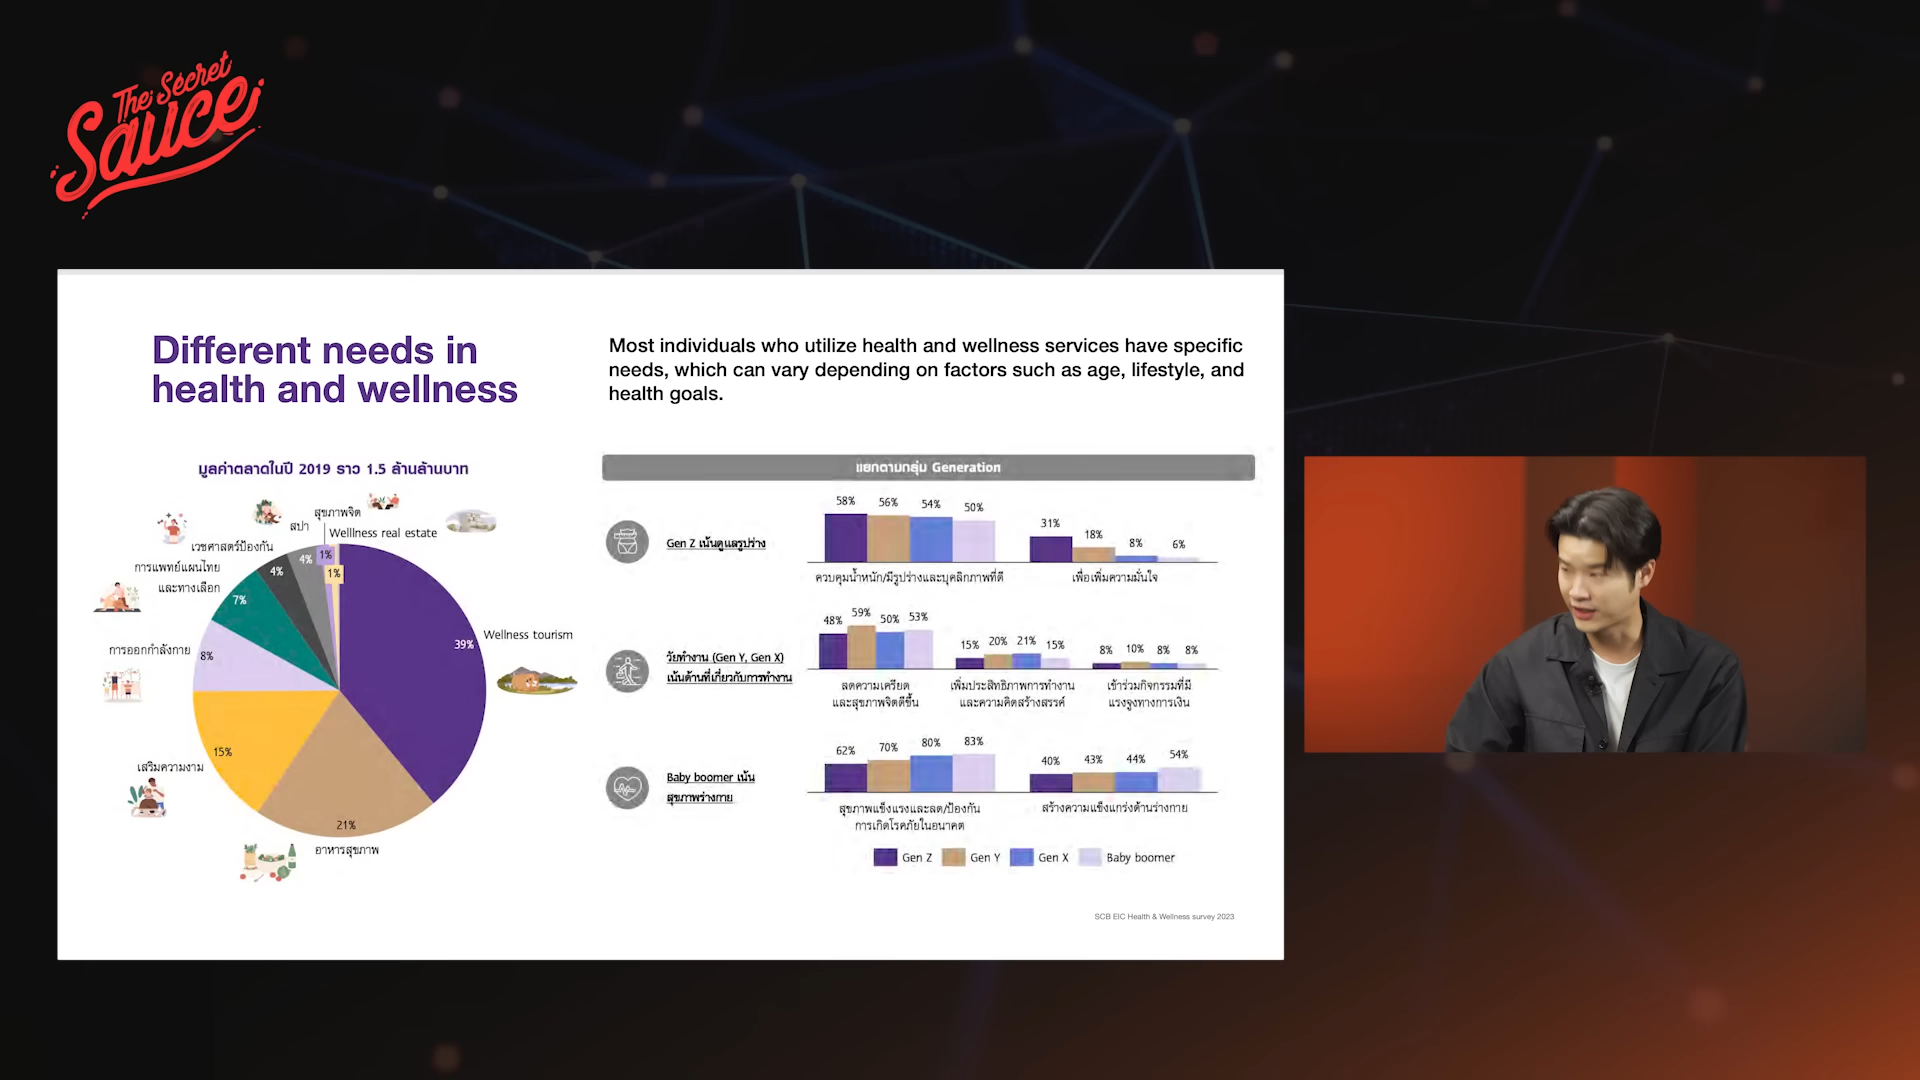 The Secret
Sauce
Different needs in
health and wellness
Most individuals who utilize health and wellness services have specific
needs, which can vary depending on factors such as age, lifestyle, and
health goals.
มูลค่าตลาดในปี 2019 ราว 1.5 ล้านล้านบาท
สุขภาพจิต
สปา
Welllness real estate
เวชศาสตร์ป้องกัน
การแพทย์แผนไทย
และทางเลือก
การออกกำลังกาย
เสริมความงาม
อาหารสุขภาพ
Wellness tourism
39%
21%
15%
8%
7%
4%
4%
1%
1%
แยกตามกลุ่ม Generation
Gen Z เน้นดูแลรูปร่าง
58% 56% 54% 50%
ควบคุมน้ำหนัก/มีรูปร่างและบุคลิกภาพที่ดี
31% 18% 8% 6%
เพื่อเพิ่มความมั่นใจ
วัยทำงาน (Gen Y, Gen X)
เน้นด้านที่เกี่ยวกับการทำงาน
48% 59% 50% 53%
ลดความเครียด
และสุขภาพจิตดีขึ้น
15% 20% 21% 15%
เพิ่มประสิทธิภาพการทำงาน
และความคิดสร้างสรรค์
8% 10% 8% 8%
เข้าร่วมกิจกรรมที่มี
แรงจูงทางการเงิน
Baby boomer เน้น
สุขภาพร่างกาย
62% 70% 80% 83%
สุขภาพแข็งแรงและลด/ป้องกัน
การเกิดโรคภัยในอนาคต
40% 43% 44% 54%
สร้างความแข็งแกร่งด้านร่างกาย
Gen Z Gen Y Gen X Baby boomer
SCB EIC Health & Wellness survey 2023